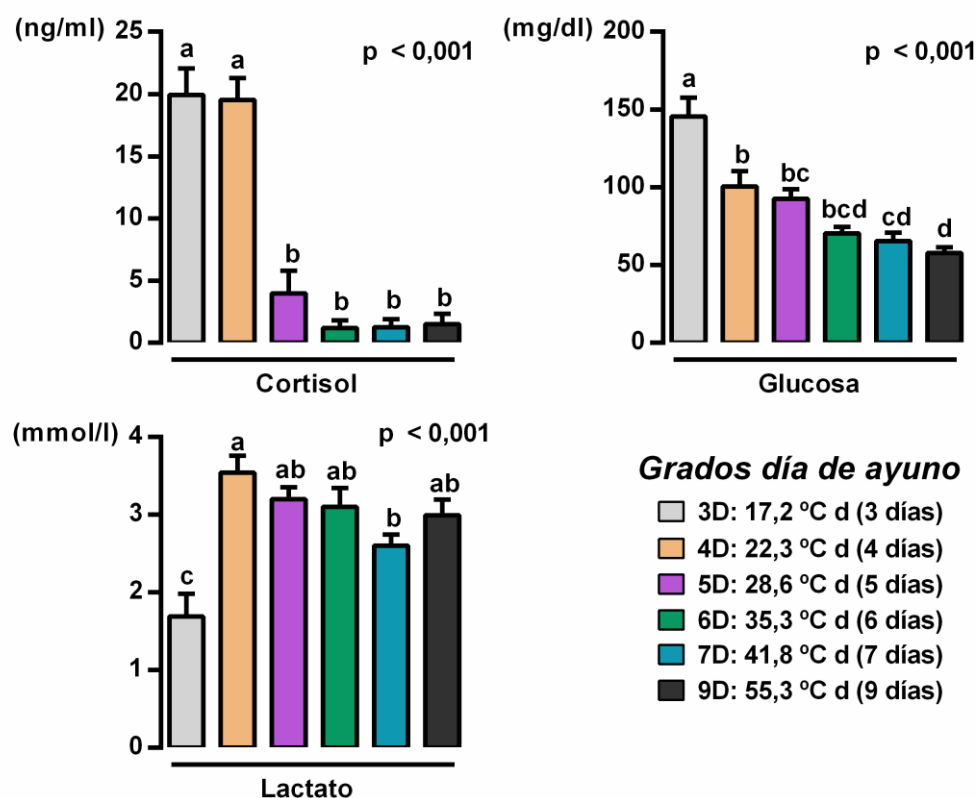 (ng/ml)
25
20
15
10
5
0
p < 0,001
a
a
b
b
b
b
Cortisol
(mg/dl)
200
150
100
50
0
p < 0,001
a
b
bc
bcd
cd
d
Glucosa
(mmol/l)
4
3
2
1
0
p < 0,001
c
a
ab
ab
b
ab
Lactato
Grados día de ayuno
3D: 17,2 ºC d (3 días)
4D: 22,3 ºC d (4 días)
5D: 28,6 ºC d (5 días)
6D: 35,3 ºC d (6 días)
7D: 41,8 ºC d (7 días)
9D: 55,3 ºC d (9 días)